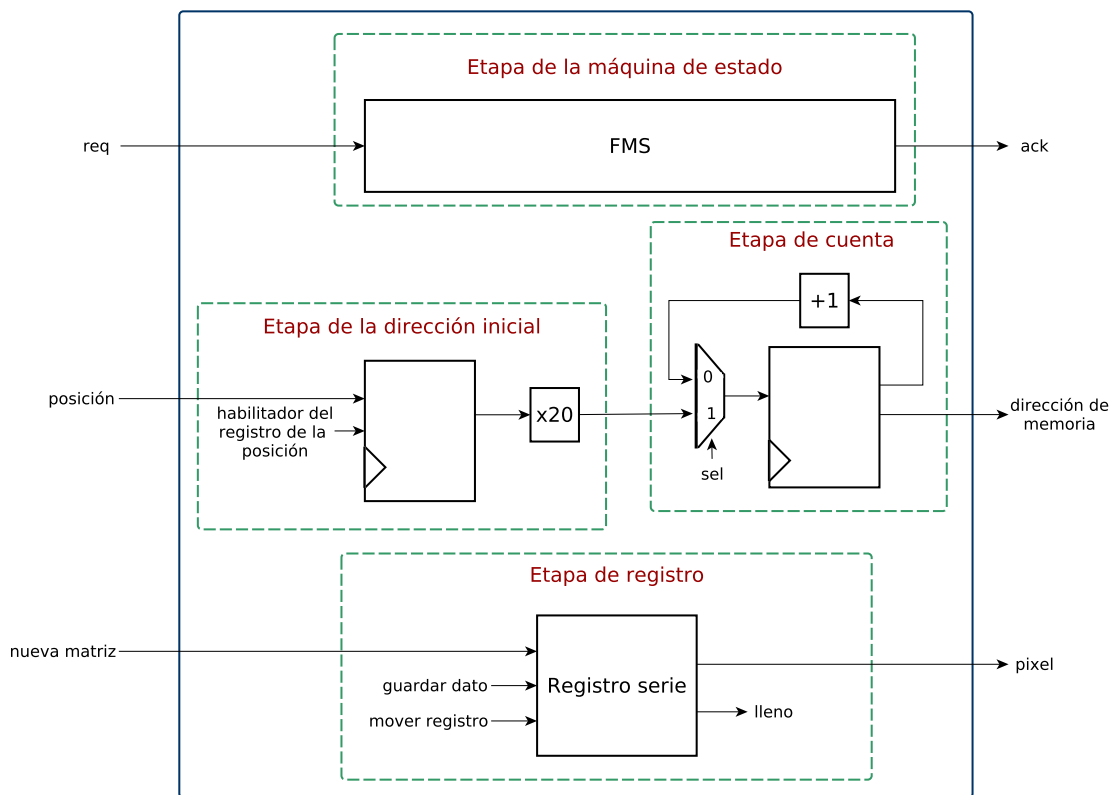 Etapa de la máquina de estado
req
FMS
ack
Etapa de cuenta
+1
Etapa de la dirección inicial
posición
habilitador del
registro de la
posición
x20
0
1
sel
dirección de
memoria
Etapa de registro
nueva matriz
guardar dato
mover registro
Registro serie
pixel
lleno